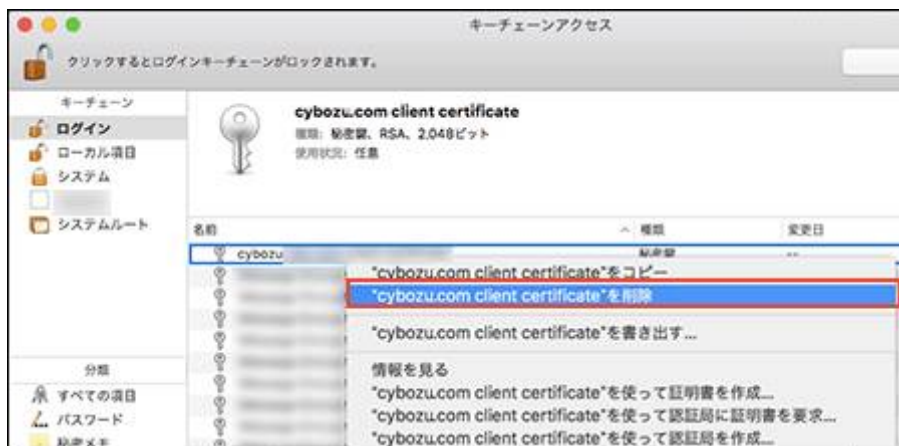 キーチェーンアクセス
クリックするとログインキーチェーンがロックされます。
キーチェーン
ログイン
ローカル項目
システム
システムルート
cybozu.com client certificate
種類: 秘密鍵、RSA、2,048ビット
使用状況: 任意
名前 種類 変更日
cybozu 秘密鍵 --
"cybozu.com client certificate"をコピー
"cybozu.com client certificate"を削除
"cybozu.com client certificate"を書き出す...
情報を見る
"cybozu.com client certificate"を使って証明書を作成...
"cybozu.com client certificate"を使って認証局に証明書を要求...
"cybozu.com client certificate"を使って認証局を作成...
分類
すべての項目
パスワード
秘密メモ